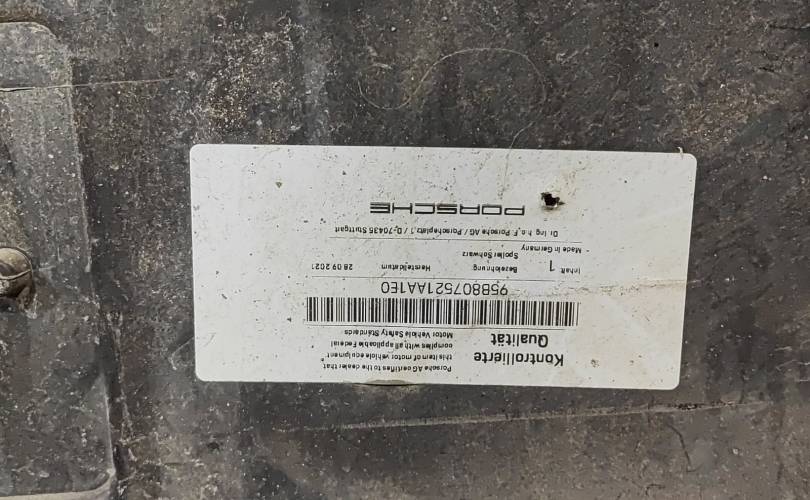 Kontrollierte
Qualität
Porsche AG certifies to the dealer that
this item of motor vehicle equipment
complies with all applicable Federal
Motor Vehicle Safety Standards
95B807521AA1E0
Inhalt Bezeichnung Herstelldatum
1 Spoiler Schwarz 28.09.2021
Made in Germany
Dr. Ing. h.c. F. Porsche AG / Porscheplatz 1 / D-70435 Stuttgart
PORSCHE